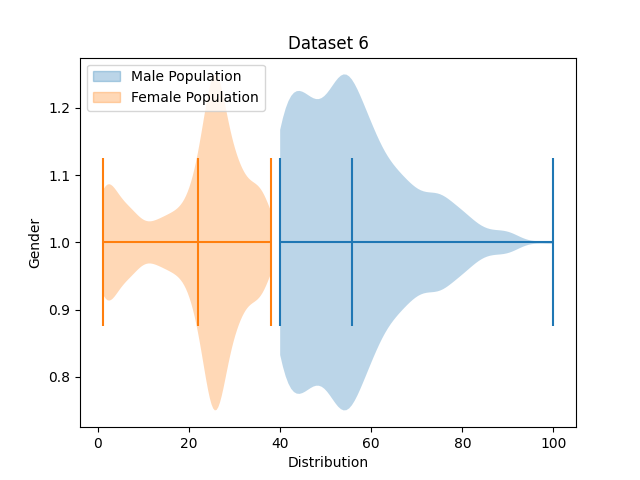 Dataset 6
Male Population
Female Population
1.2
1.1
1.0
0.9
0.8
Gender
0
20
40
60
80
100
Distribution